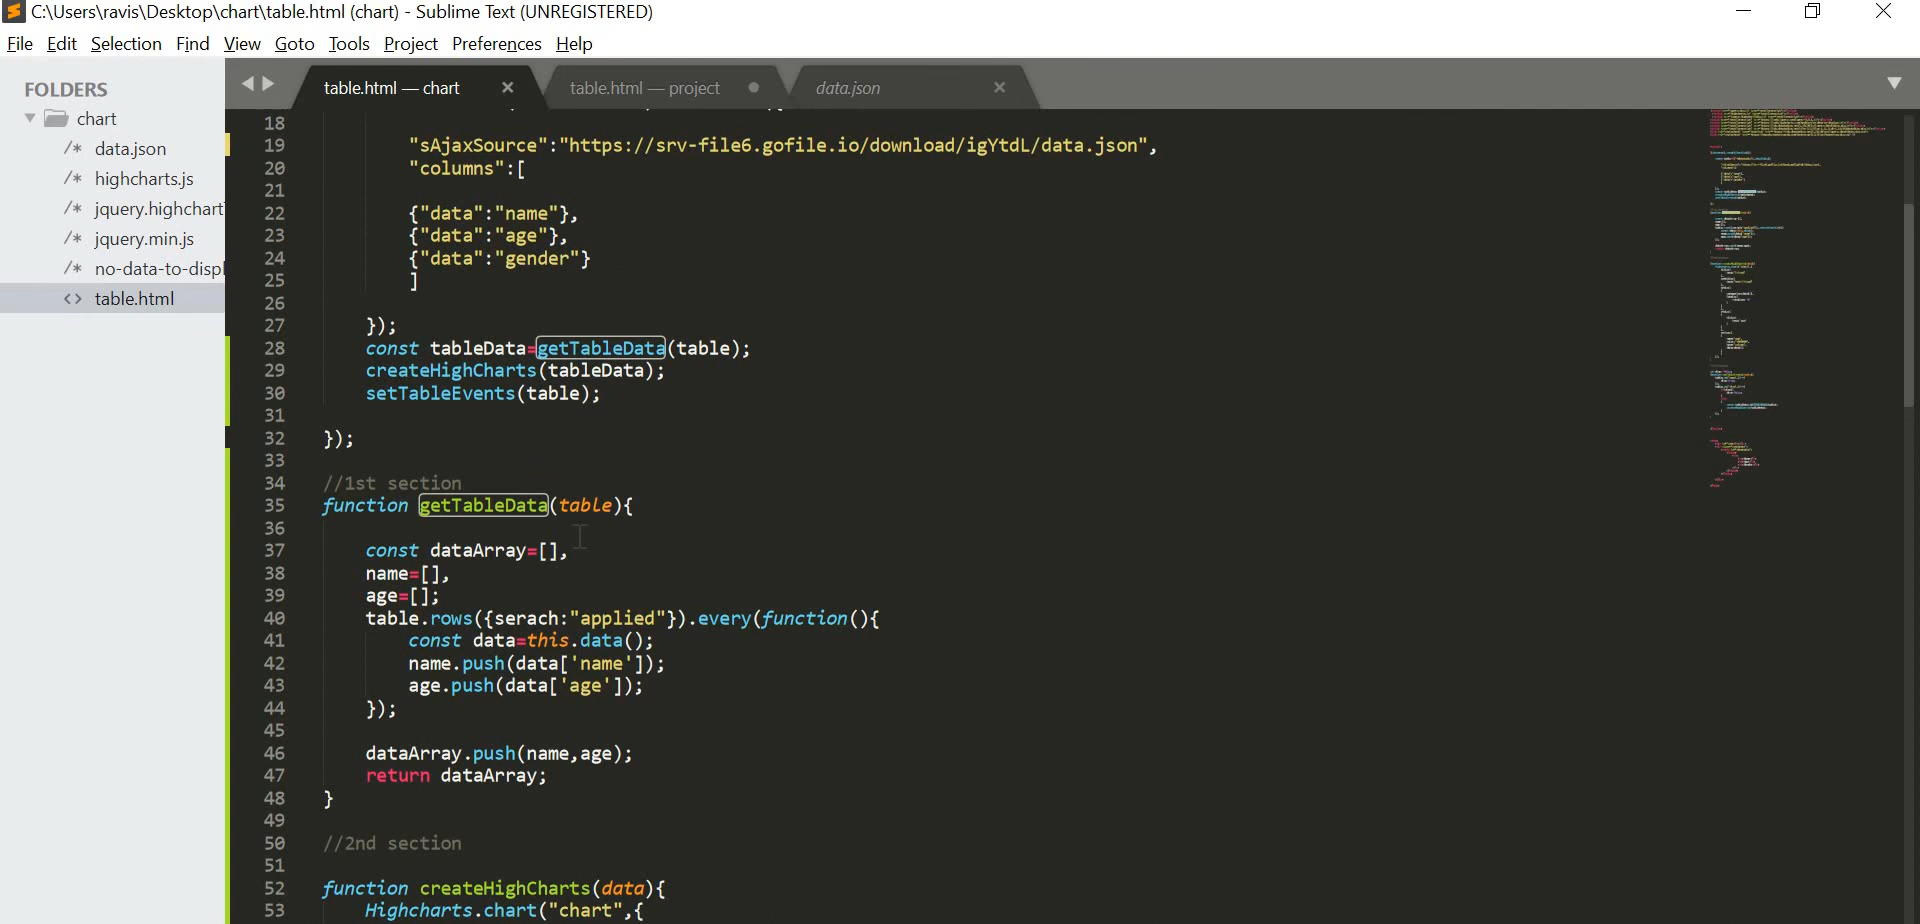 C:\Users\ravis\Desktop\chart\table.html (chart) - Sublime Text (UNREGISTERED)
File Edit Selection Find View Goto Tools Project Preferences Help
FOLDERS
chart
/* data.json
/* highcharts.js
/* jquery.highchart
/* jquery.min.js
/* no-data-to-displ
<> table.html
table.html — chart
table.html — project
data.json
18
19 "sAjaxSource":"https://srv-file6.gofile.io/download/igYtdL/data.json",
20 "columns":[
21
22 {"data":"name"},
23 {"data":"age"},
24 {"data":"gender"}
25 ]
26
27 });
28 const tableData=getTableData(table);
29 createHighCharts(tableData);
30 setTableEvents(table);
31
32 });
33
34 //1st section
35 function getTableData(table){
36
37 const dataArray=[],
38 name=[],
39 age=[];
40 table.rows({serach:"applied"}).every(function(){
41 const data=this.data();
42 name.push(data['name']);
43 age.push(data['age']);
44 });
45
46 dataArray.push(name,age);
47 return dataArray;
48 }
49
50 //2nd section
51
52 function createHighCharts(data){
53 Highcharts.chart("chart",{